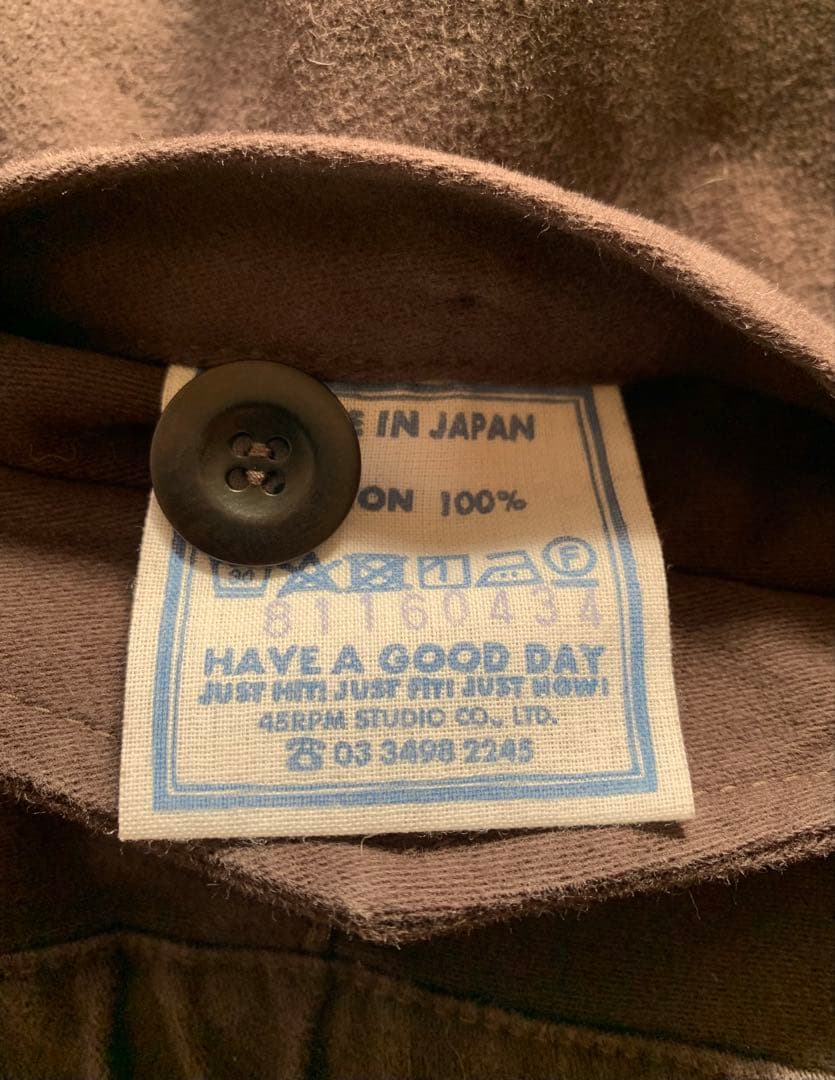 E IN JAPAN
ON 100%
30 F
81160434
HAVE A GOOD DAY
JUST HIT! JUST FIT! JUST NOW!
45RPM STUDIO CO., LTD.
☎ 03 3498 2245